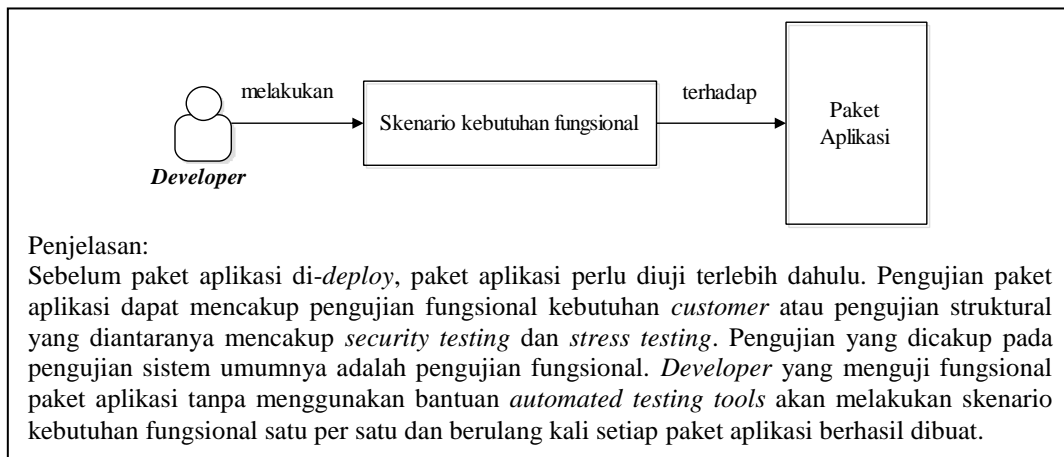 melakukan
terhadap
Skenario kebutuhan fungsional
Paket
Aplikasi
Developer
Penjelasan:
Sebelum paket aplikasi di-deploy, paket aplikasi perlu diuji terlebih dahulu. Pengujian paket
aplikasi dapat mencakup pengujian fungsional kebutuhan customer atau pengujian struktural
yang diantaranya mencakup security testing dan stress testing. Pengujian yang dicakup pada
pengujian sistem umumnya adalah pengujian fungsional. Developer yang menguji fungsional
paket aplikasi tanpa menggunakan bantuan automated testing tools akan melakukan skenario
kebutuhan fungsional satu per satu dan berulang kali setiap paket aplikasi berhasil dibuat.